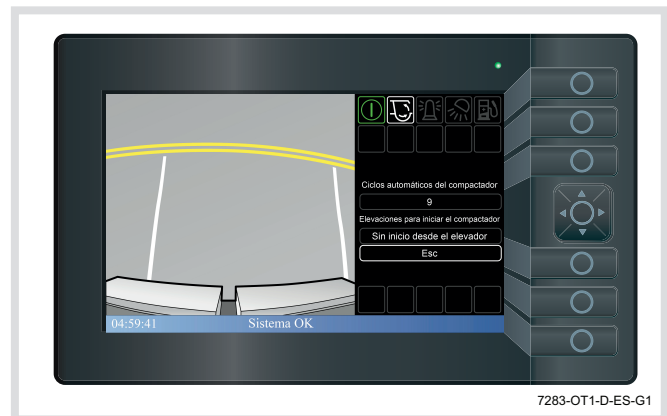 Ciclos automáticos del compactador
9
Elevaciones para iniciar el compactador
Sin inicio desde el elevador
Esc
04:59:41 Sistema OK
7283-OT1-D-ES-G1